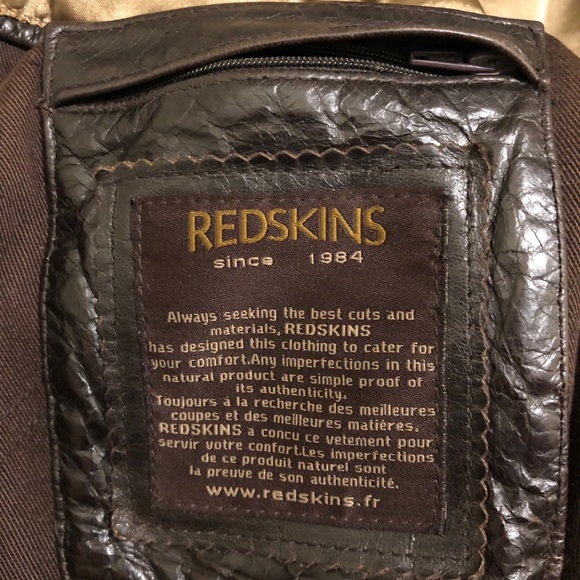 REDSKINS
since 1984
Always seeking the best cuts and
materials, REDSKINS
has designed this clothing to cater for
your comfort.Any imperfections in this
natural product are simple proof of
its authenticity.
Toujours à la recherche des meilleures
coupes et des meilleures matières.
REDSKINS a concu ce vetement pour
servir votre confort.Les imperfections
de ce produit naturel sont
la preuve de son authenticité.
www.redskins.fr